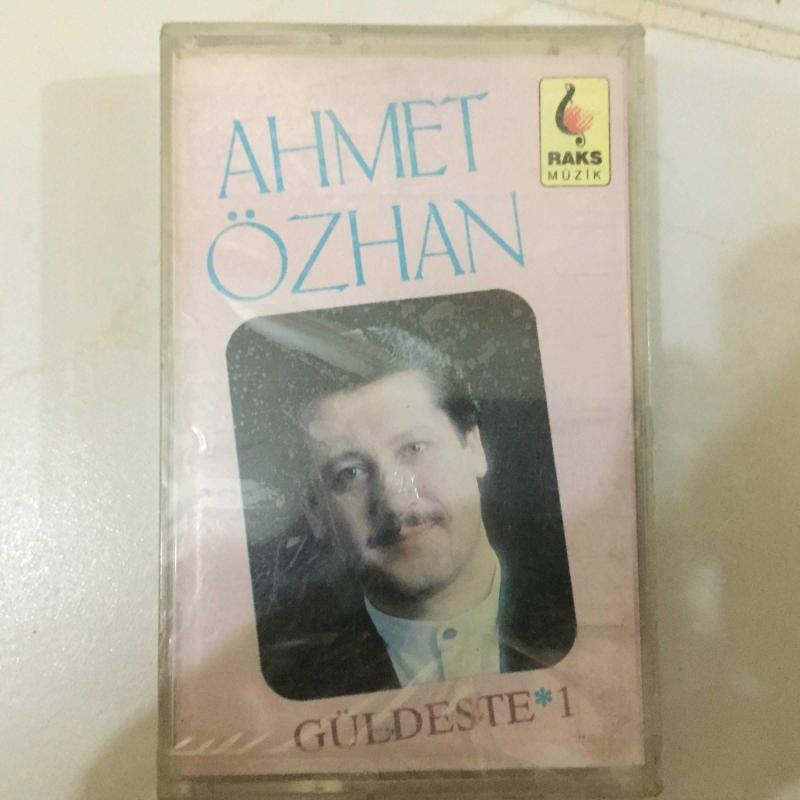 AHMET
ÖZHAN
RAKS
MÜZİK
GÜLDESTE*1